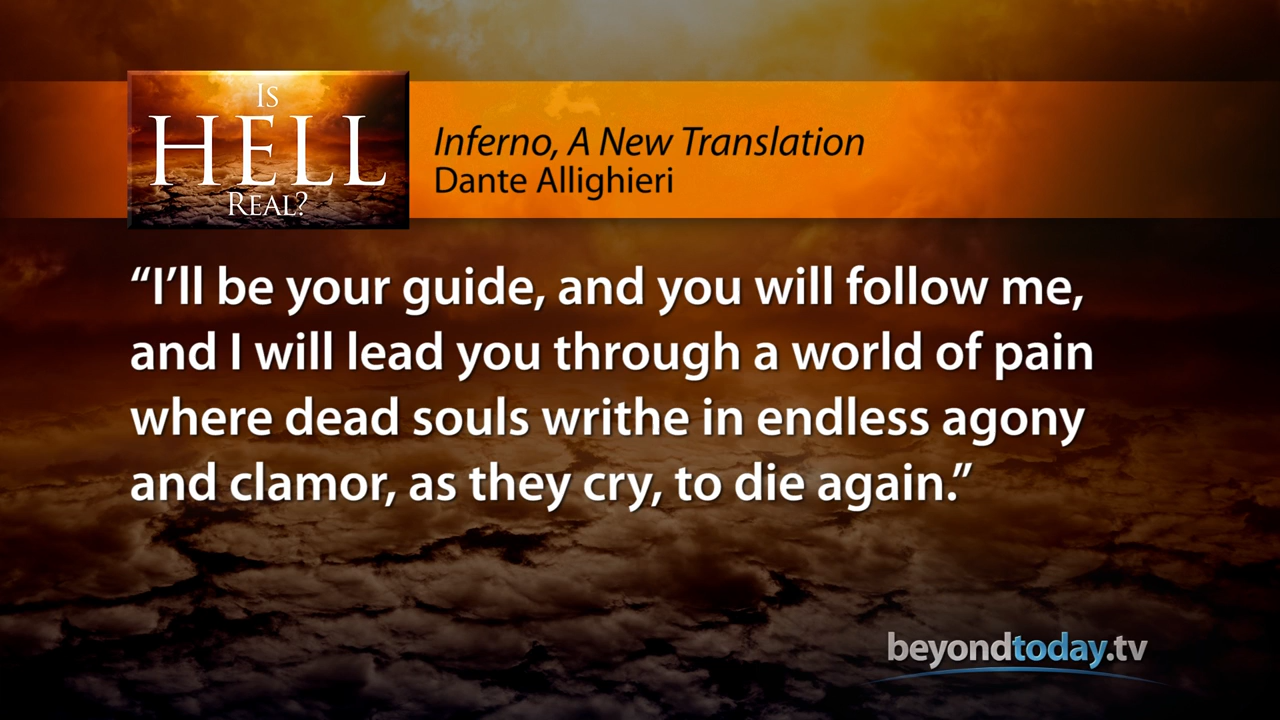 Is
HELL
Real?
Inferno, A New Translation
Dante Allighieri
“I’ll be your guide, and you will follow me,
and I will lead you through a world of pain
where dead souls writhe in endless agony
and clamor, as they cry, to die again.”
beyondtoday.tv